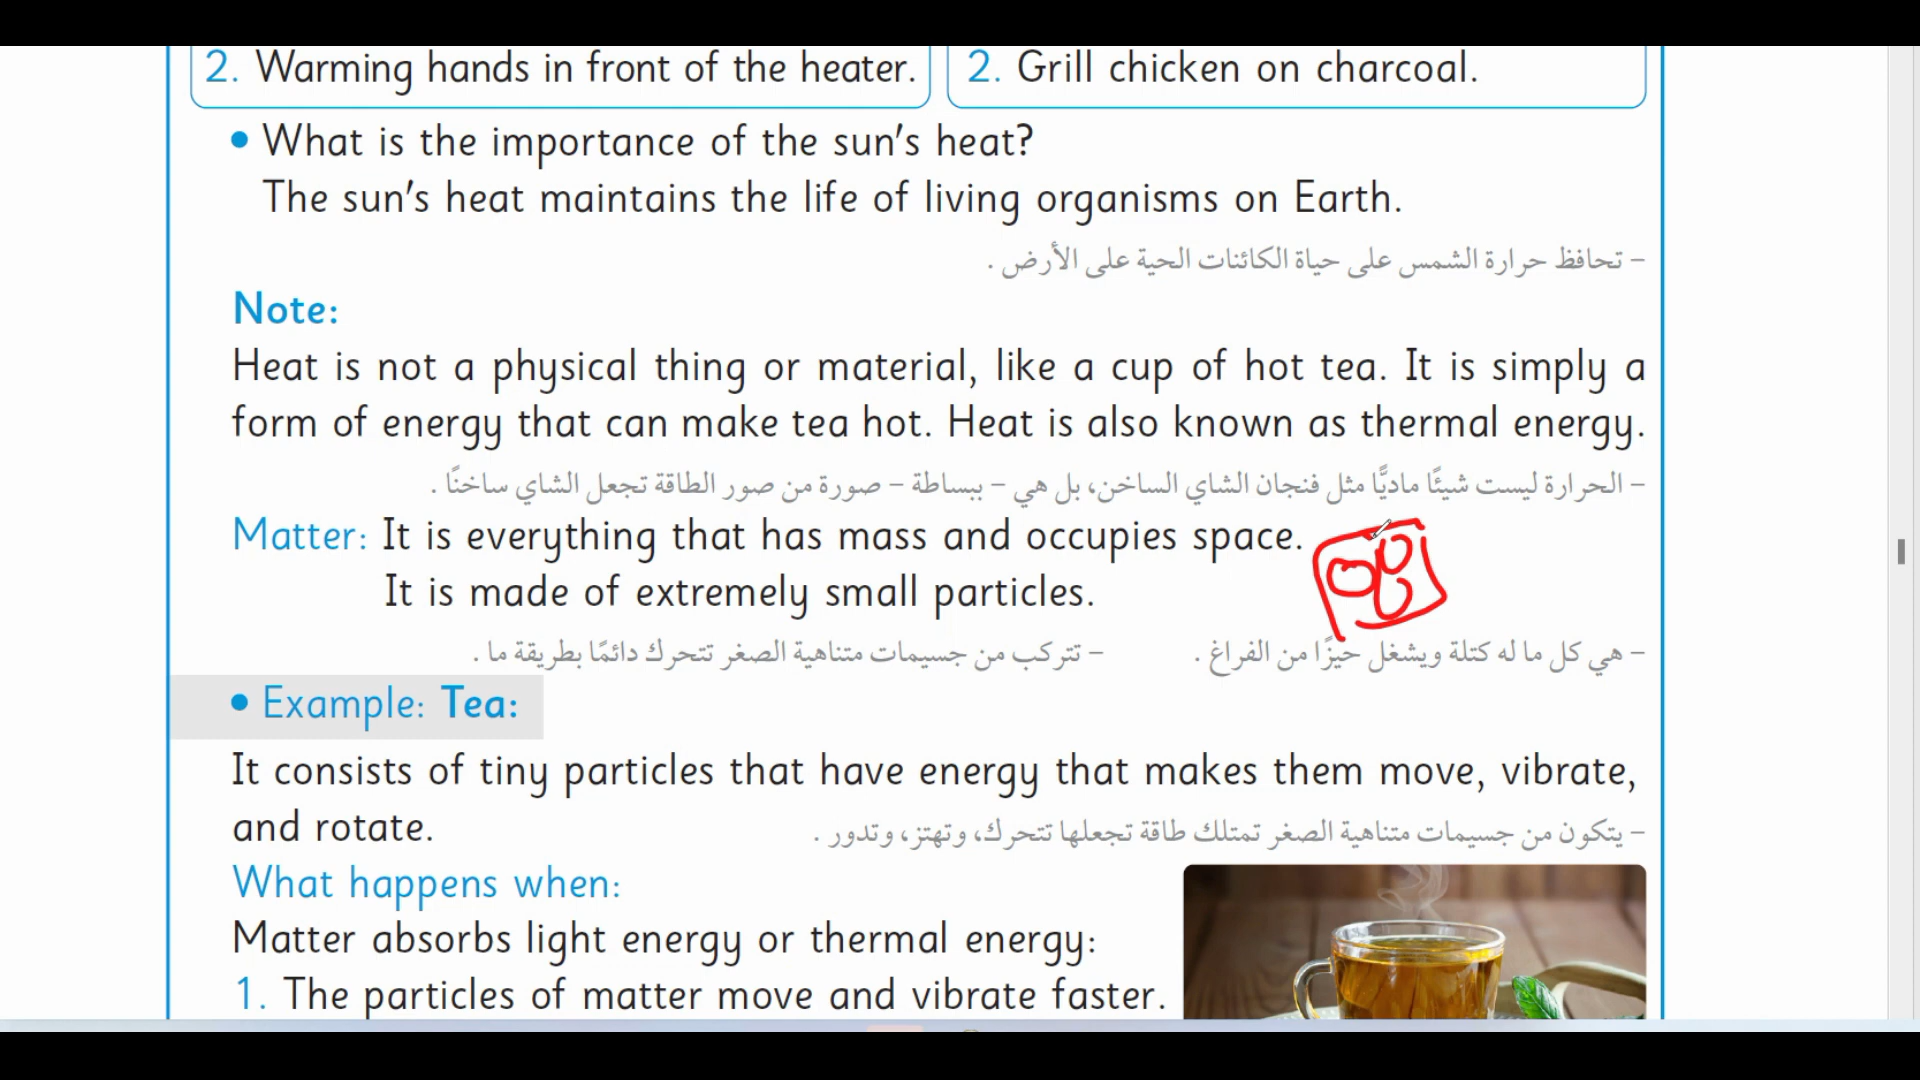 2. Warming hands in front of the heater.
2. Grill chicken on charcoal.
• What is the importance of the sun's heat?
The sun's heat maintains the life of living organisms on Earth.
– تحافظ حرارة الشمس على حياة الكائنات الحية على الأرض .
Note:
Heat is not a physical thing or material, like a cup of hot tea. It is simply a
form of energy that can make tea hot. Heat is also known as thermal energy.
– الحرارة ليست شيئًا ماديًّا مثل فنجان الشاي الساخن، بل هي – ببساطة – صورة من صور الطاقة تجعل الشاي ساخنًا .
Matter: It is everything that has mass and occupies space.
It is made of extremely small particles.
– هي كل ما له كتلة ويشغل حيزًا من الفراغ .
– تتركب من جسيمات متناهية الصغر تتحرك دائمًا بطريقة ما .
• Example: Tea:
It consists of tiny particles that have energy that makes them move, vibrate,
and rotate.
– يتكون من جسيمات متناهية الصغر تمتلك طاقة تجعلها تتحرك، وتهتز، وتدور .
What happens when:
Matter absorbs light energy or thermal energy:
1. The particles of matter move and vibrate faster.